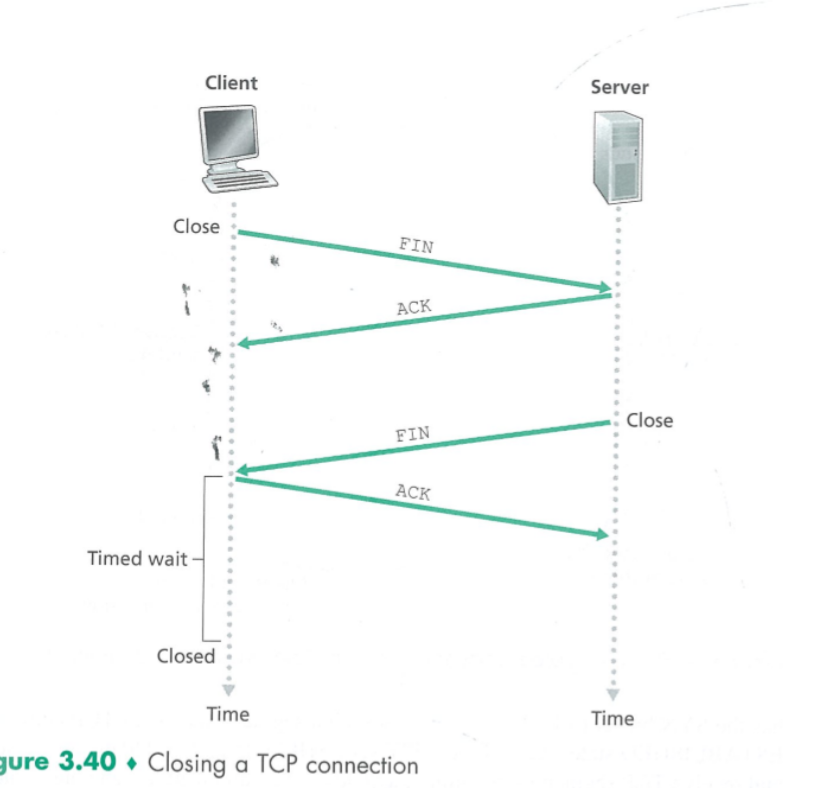 Client
Server
Close
FIN
ACK
Close
FIN
ACK
Timed wait
Closed
Time
Time
gure 3.40 ♦ Closing a TCP connection